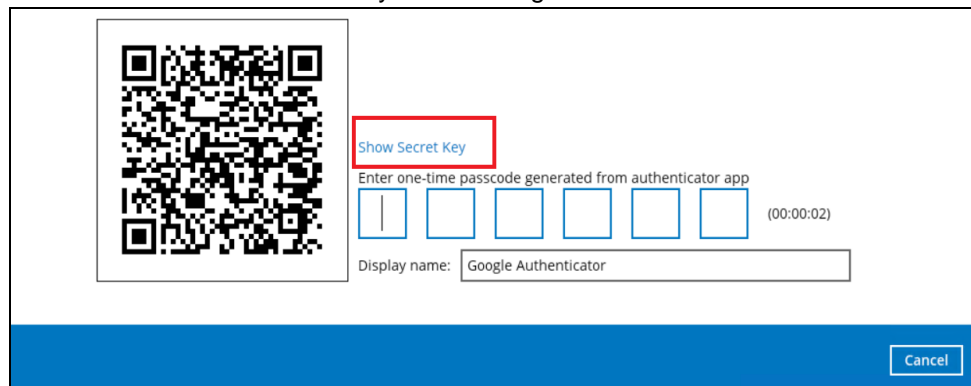 Show Secret Key
Enter one-time passcode generated from authenticator app
(00:00:02)
Display name: Google Authenticator
Cancel